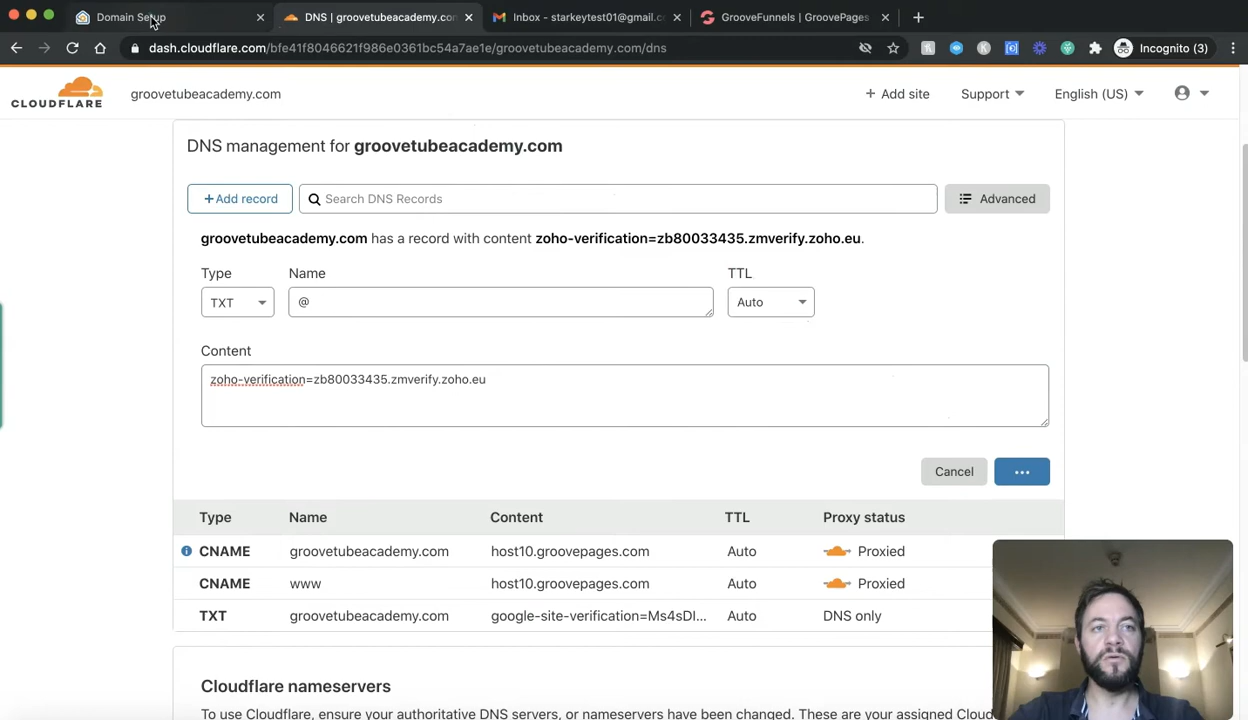 Domain Setup
DNS | groovetubeacademy.con
Inbox - starkeytest01@gmail.c
GrooveFunnels | GroovePages
dash.cloudflare.com/bfe41f8046621f986e0361bc54a7ae1e/groovetubeacademy.com/dns
Incognito (3)
CLOUDFLARE
groovetubeacademy.com
+ Add site
Support
English (US)
DNS management for groovetubeacademy.com
+Add record
Search DNS Records
Advanced
groovetubeacademy.com has a record with content zoho-verification=zb80033435.zmverify.zoho.eu.
Type
Name
TTL
TXT
@
Auto
Content
zoho-verification=zb80033435.zmverify.zoho.eu
Cancel
...
Type Name Content TTL Proxy status
CNAME groovetubeacademy.com host10.groovepages.com Auto Proxied
CNAME www host10.groovepages.com Auto Proxied
TXT groovetubeacademy.com google-site-verification=Ms4sDI... Auto DNS only
Cloudflare nameservers
To use Cloudflare, ensure your authoritative DNS servers, or nameservers have been changed. These are your assigned Cloud